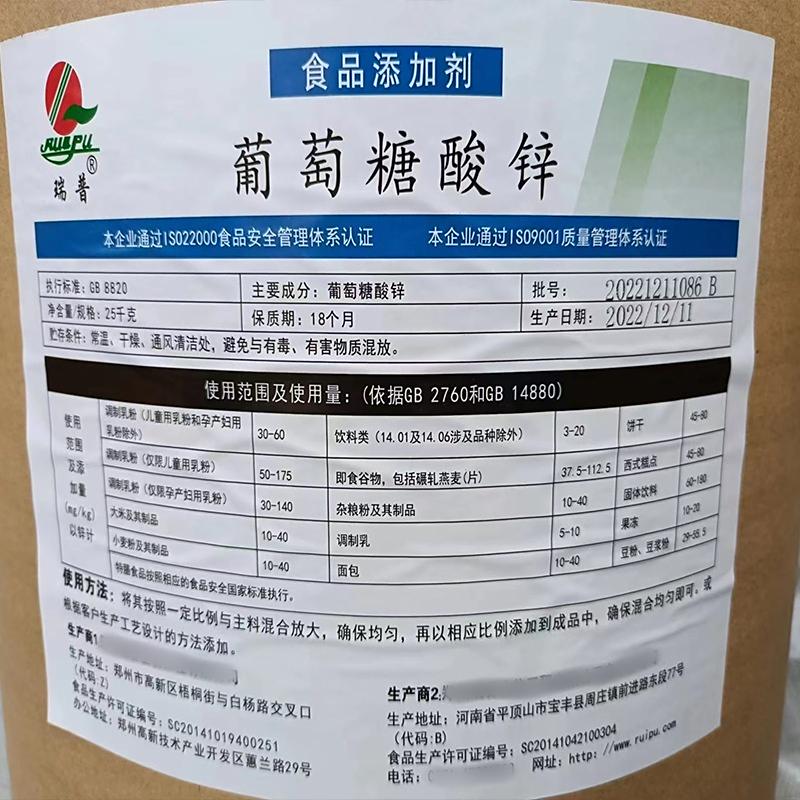 食品添加剂
RUIPU®
瑞普
葡萄糖酸锌
本企业通过ISO22000食品安全管理体系认证 本企业通过ISO9001质量管理体系认证
执行标准：GB 8820 主要成分：葡萄糖酸锌 批号： 20221211086 B
净含量/规格：25千克 保质期：18个月 生产日期： 2022/12/11
贮存条件：常温、干燥、通风清洁处，避免与有毒、有害物质混放。
使用范围及使用量：(依据GB 2760和GB 14880)
使用范围及添加量(mg/kg)以锌计
调制乳粉（儿童用乳粉和孕产妇用乳粉除外） 30-60 饮料类（14.01及14.06涉及品种除外） 3-20 饼干 45-80
调制乳粉（仅限儿童用乳粉） 50-175 即食谷物，包括碾轧燕麦(片) 37.5-112.5 西式糕点 45-80
调制乳粉（仅限孕产妇用乳粉） 30-140 杂粮粉及其制品 10-40 固体饮料 60-180
大米及其制品 10-40 调制乳 5-10 果冻 10-20
小麦粉及其制品 10-40 面包 10-40 豆粉、豆浆粉 29-55.5
特膳食品按照相应的食品安全国家标准执行。
使用方法：将其按照一定比例与主料混合放大，确保均匀，再以相应比例添加到成品中，确保混合均匀即可。或
根据客户生产工艺设计的方法添加。
生产商1
生产地址：郑州市高新区梧桐街与白杨路交叉口
(代码:Z)
食品生产许可证编号：SC20141019400251
办公地址：郑州高新技术产业开发区蕙兰路29号
生产商2:
生产地址：河南省平顶山市宝丰县周庄镇前进路东段77号
(代码:B)
食品生产许可证编号：SC20141042100304
电话： 网址：http://www.ruipu.com